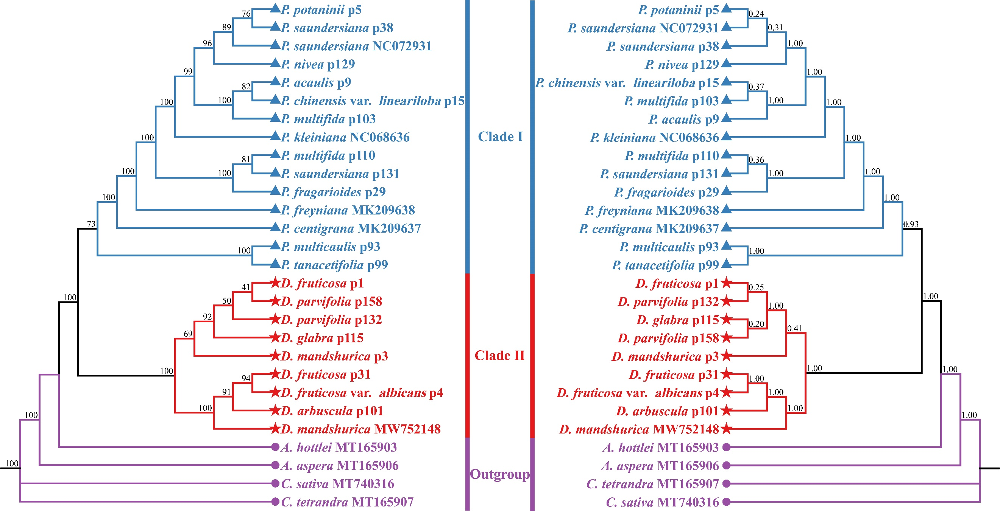 P. potaninii p5
76
P. saundersiana p38
89
P. saundersiana NC072931
96
P. nivea p129
99
P. acaulis p9
82
P. chinensis var. lineariloba p15
100
100
P. multifida p103
P. kleiniana NC068636
100
P. multifida p110
81
P. saundersiana p131
100
100
P. fragarioides p29
100
P. freyniana MK209638
73
P. centigrana MK209637
P. multicaulis p93
100
P. tanacetifolia p99
D. fruticosa p1
41
100
D. parvifolia p158
50
D. parvifolia p132
92
69
D. glabra p115
D. mandshurica p3
100
D. fruticosa p31
94
D. fruticosa var. albicans p4
91
100
D. arbuscula p101
100
D. mandshurica MW752148
A. hottlei MT165903
100
A. aspera MT165906
C. sativa MT740316
C. tetrandra MT165907
Clade I
Clade II
Outgroup
P. potaninii p5
0.24
P. saundersiana NC072931
0.31
P. saundersiana p38
1.00
P. nivea p129
1.00
P. chinensis var. lineariloba p15
0.37
P. multifida p103
1.00
1.00
P. acaulis p9
P. kleiniana NC068636
1.00
P. multifida p110
0.36
P. saundersiana p131
1.00
1.00
P. fragarioides p29
1.00
P. freyniana MK209638
0.93
P. centigrana MK209637
P. multicaulis p93
1.00
P. tanacetifolia p99
D. fruticosa p1
0.25
1.00
D. parvifolia p132
1.00
D. glabra p115
0.20
0.41
D. parvifolia p158
D. mandshurica p3
1.00
1.00
D. fruticosa p31
1.00
D. fruticosa var. albicans p4
1.00
1.00
D. arbuscula p101
1.00
D. mandshurica MW752148
A. hottlei MT165903
A. aspera MT165906
C. tetrandra MT165907
C. sativa MT740316